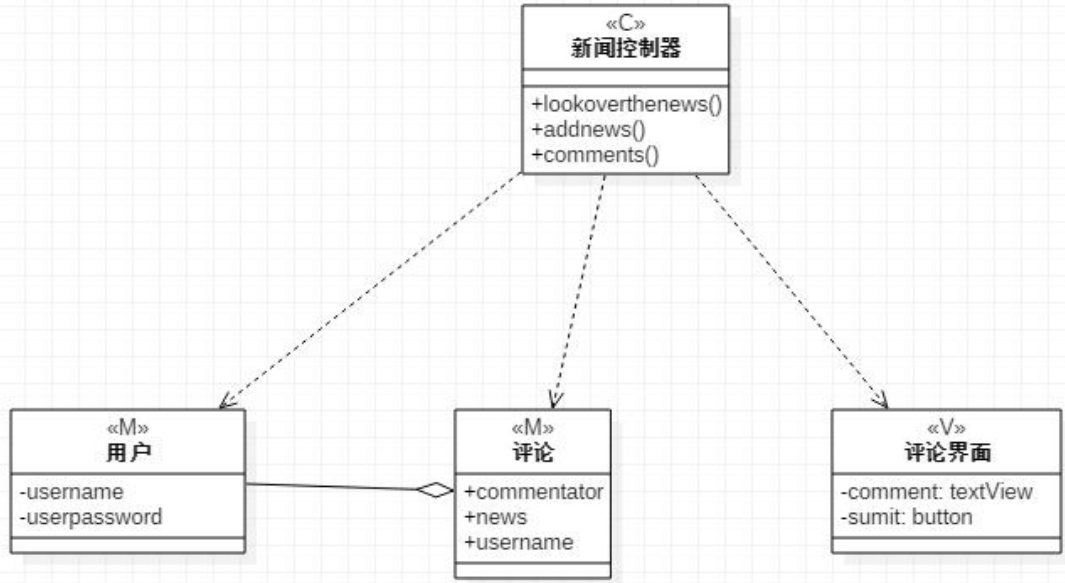 «C»
新闻控制器
+lookoverthenews()
+addnews()
+comments()
«M»
用户
-username
-userpassword
«M»
评论
+commentator
+news
+username
«V»
评论界面
-comment: textView
-sumit: button